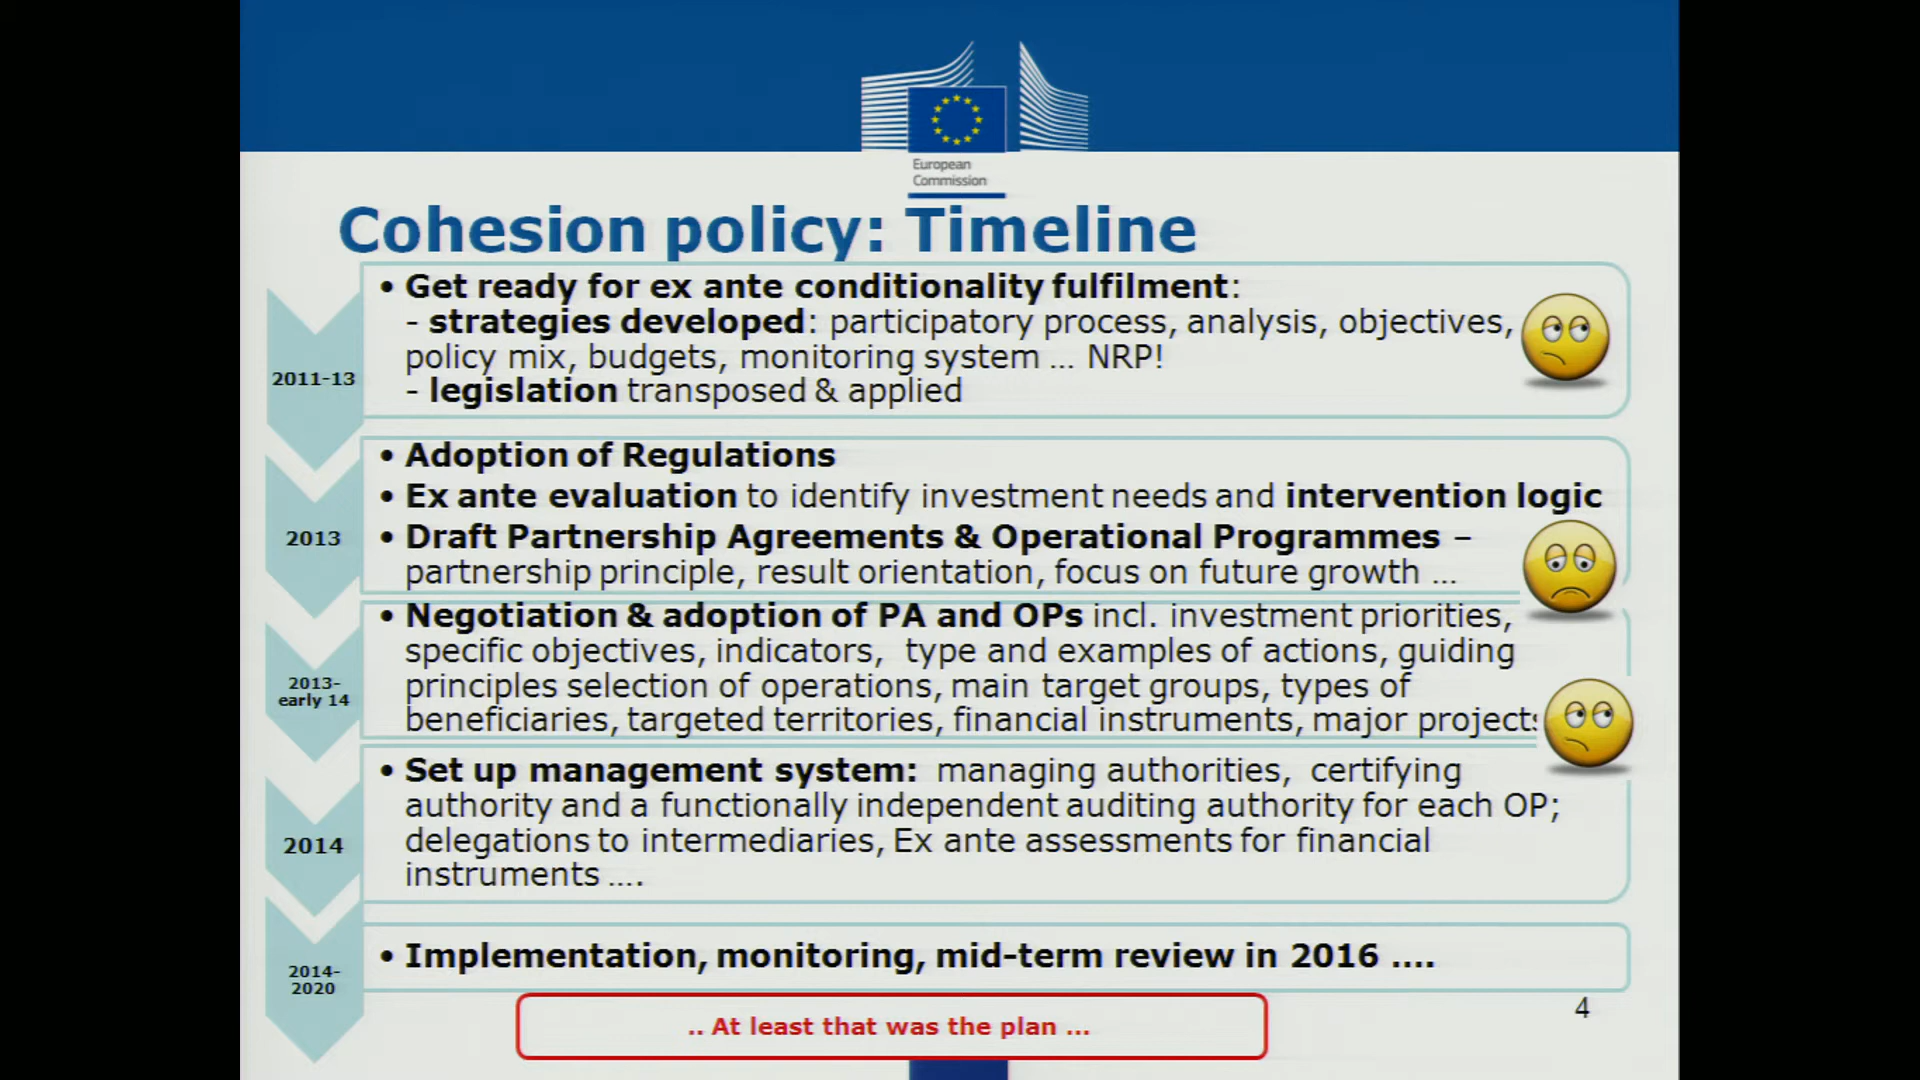 European
Commission
Cohesion policy: Timeline
2011-13
• Get ready for ex ante conditionality fulfilment:
- strategies developed: participatory process, analysis, objectives,
policy mix, budgets, monitoring system ... NRP!
- legislation transposed & applied
2013
• Adoption of Regulations
• Ex ante evaluation to identify investment needs and intervention logic
• Draft Partnership Agreements & Operational Programmes –
partnership principle, result orientation, focus on future growth ...
2013-
early 14
• Negotiation & adoption of PA and OPs incl. investment priorities,
specific objectives, indicators, type and examples of actions, guiding
principles selection of operations, main target groups, types of
beneficiaries, targeted territories, financial instruments, major projects
2014
• Set up management system: managing authorities, certifying
authority and a functionally independent auditing authority for each OP;
delegations to intermediaries, Ex ante assessments for financial
instruments ....
2014-
2020
• Implementation, monitoring, mid-term review in 2016 ....
.. At least that was the plan ...
4